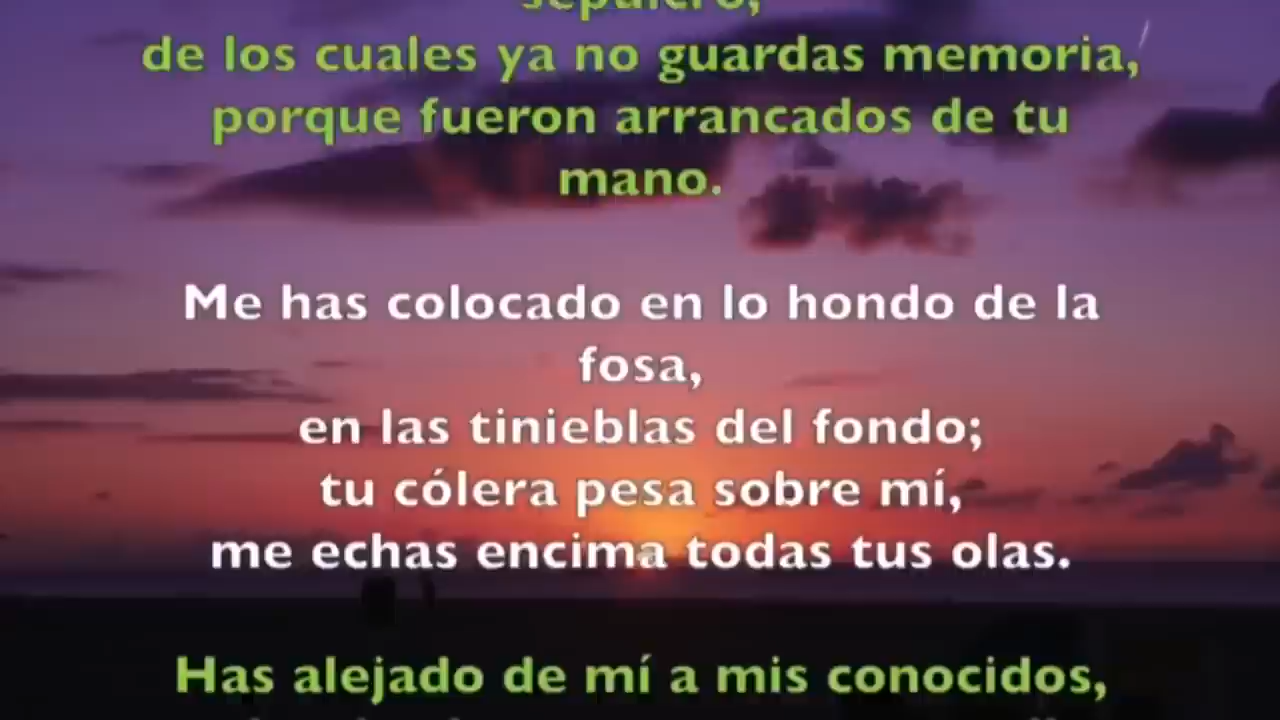 sepulcro,
de los cuales ya no guardas memoria,
porque fueron arrancados de tu
mano.
Me has colocado en lo hondo de la
fosa,
en las tinieblas del fondo;
tu cólera pesa sobre mí,
me echas encima todas tus olas.
Has alejado de mí a mis conocidos,